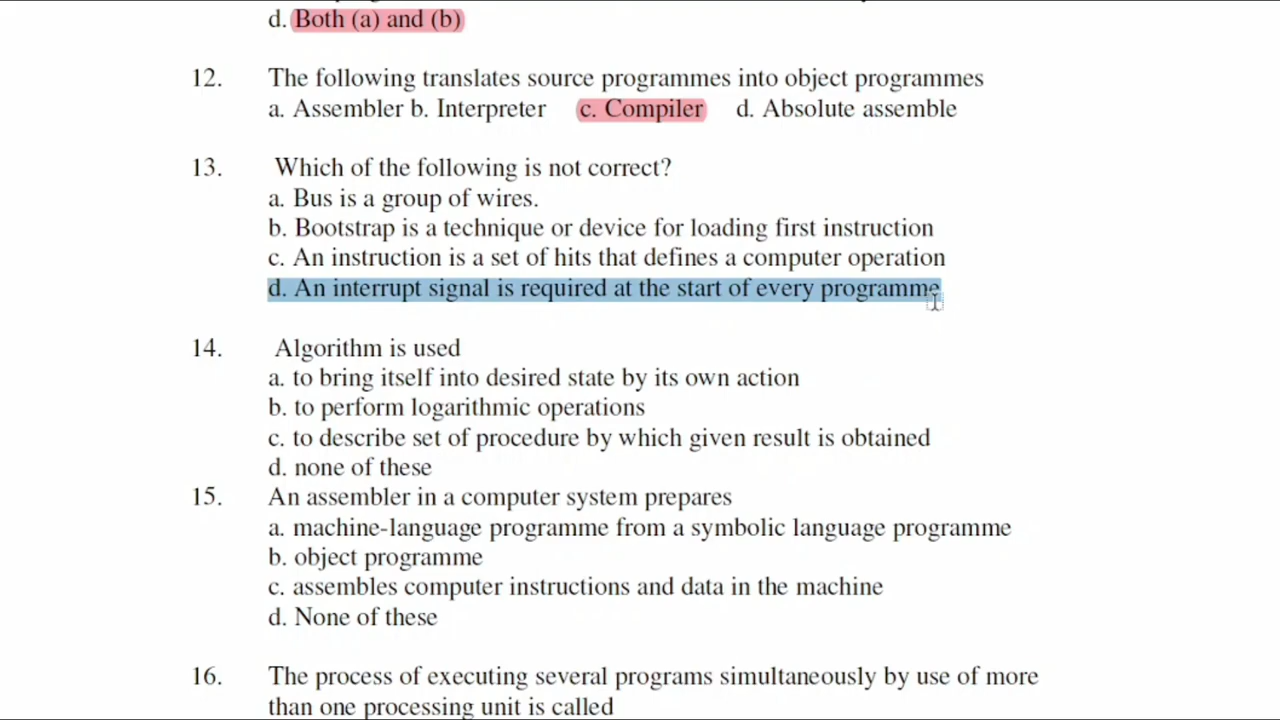 d. Both (a) and (b)
12. The following translates source programmes into object programmes
a. Assembler b. Interpreter c. Compiler d. Absolute assemble
13. Which of the following is not correct?
a. Bus is a group of wires.
b. Bootstrap is a technique or device for loading first instruction
c. An instruction is a set of hits that defines a computer operation
d. An interrupt signal is required at the start of every programme
14. Algorithm is used
a. to bring itself into desired state by its own action
b. to perform logarithmic operations
c. to describe set of procedure by which given result is obtained
d. none of these
15. An assembler in a computer system prepares
a. machine-language programme from a symbolic language programme
b. object programme
c. assembles computer instructions and data in the machine
d. None of these
16. The process of executing several programs simultaneously by use of more
than one processing unit is called